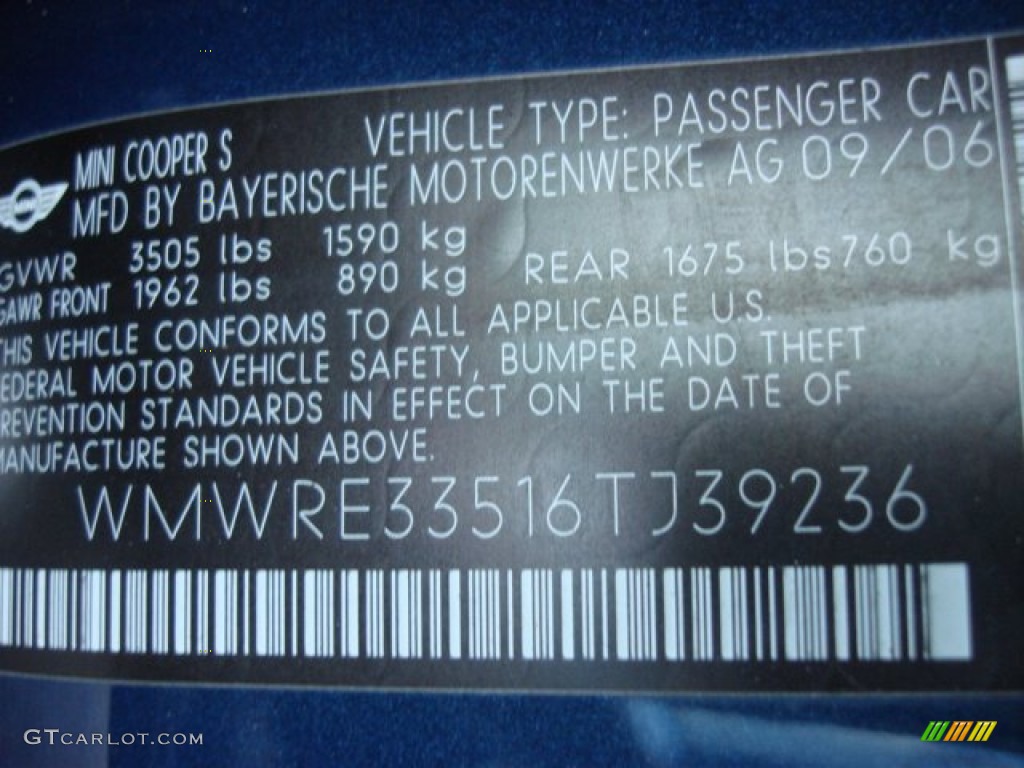 MINI COOPER S VEHICLE TYPE: PASSENGER CAR
MFD BY BAYERISCHE MOTORENWERKE AG 09/06
GVWR 3505 lbs 1590 kg
GAWR FRONT 1962 lbs 890 kg REAR 1675 lbs 760 kg
THIS VEHICLE CONFORMS TO ALL APPLICABLE U.S.
FEDERAL MOTOR VEHICLE SAFETY, BUMPER AND THEFT
PREVENTION STANDARDS IN EFFECT ON THE DATE OF
MANUFACTURE SHOWN ABOVE.
WMWRE33516TJ39236
GTCARLOT.COM